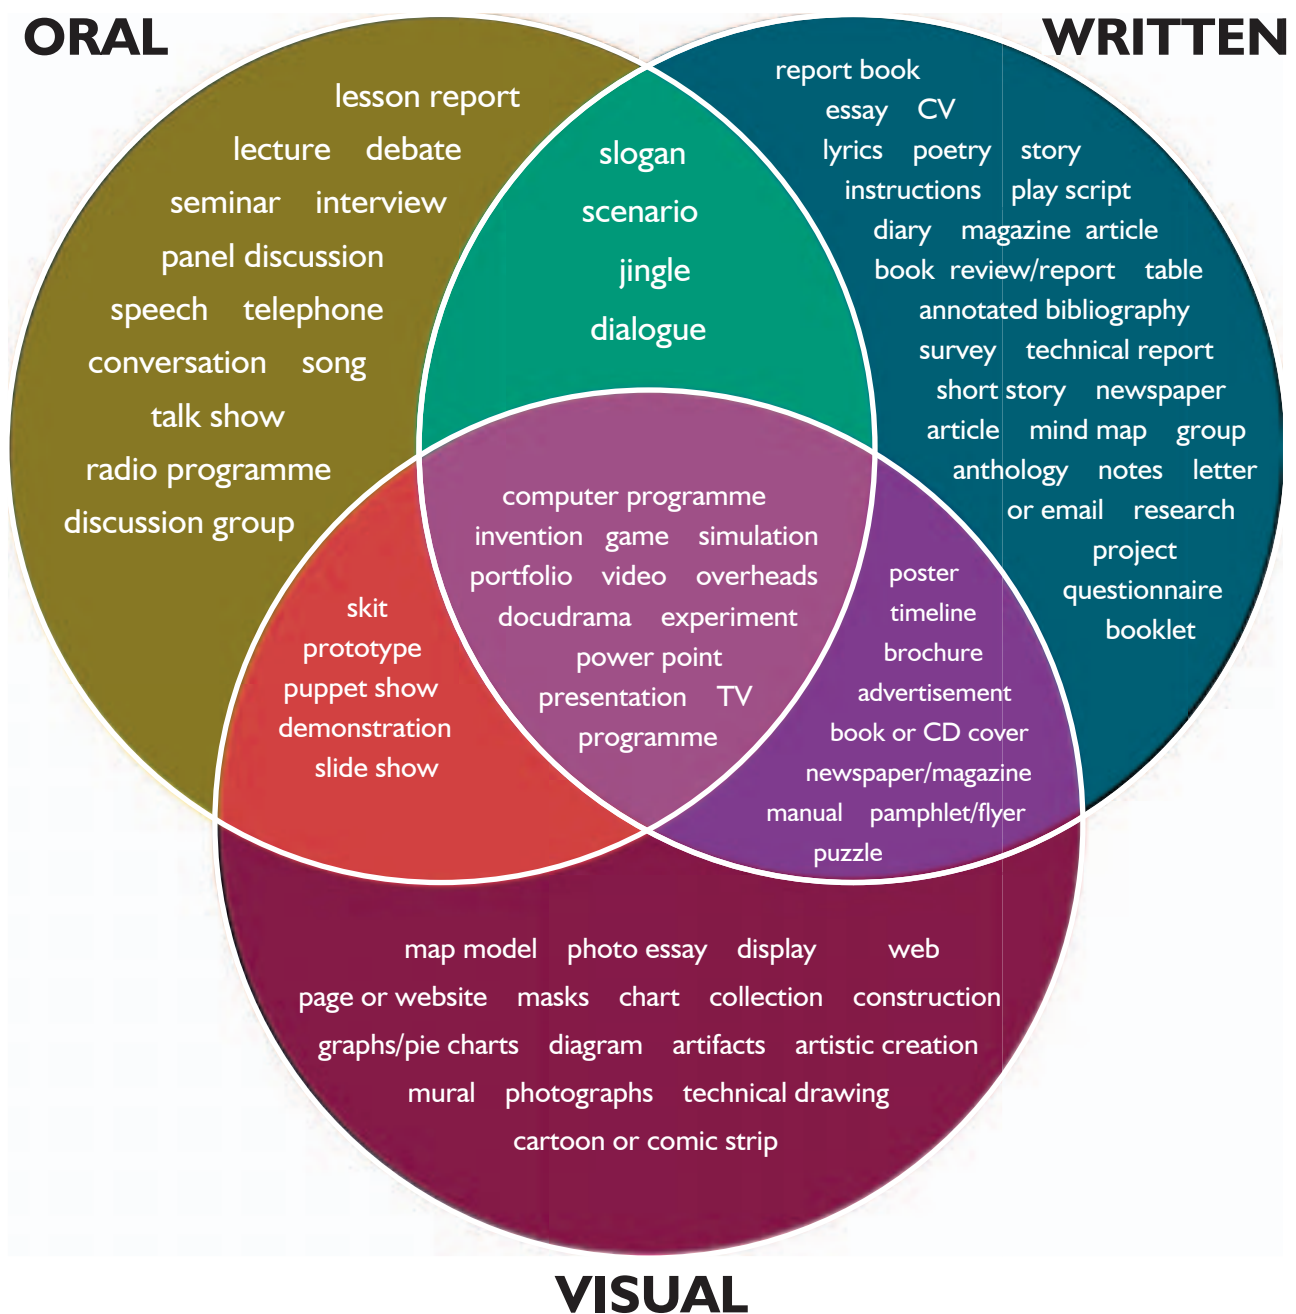 ORAL
WRITTEN
lesson report
lecture debate
seminar interview
panel discussion
speech telephone
conversation song
talk show
radio programme
discussion group
slogan
scenario
jingle
dialogue
report book
essay CV
lyrics poetry story
instructions play script
diary magazine article
book review/report table
annotated bibliography
survey technical report
short story newspaper
article mind map group
anthology notes letter
or email research
project
questionnaire
booklet
computer programme
invention game simulation
portfolio video overheads
docudrama experiment
power point
presentation TV
programme
skit
prototype
puppet show
demonstration
slide show
poster
timeline
brochure
advertisement
book or CD cover
newspaper/magazine
manual pamphlet/flyer
puzzle
map model photo essay display web
page or website masks chart collection construction
graphs/pie charts diagram artifacts artistic creation
mural photographs technical drawing
cartoon or comic strip
VISUAL